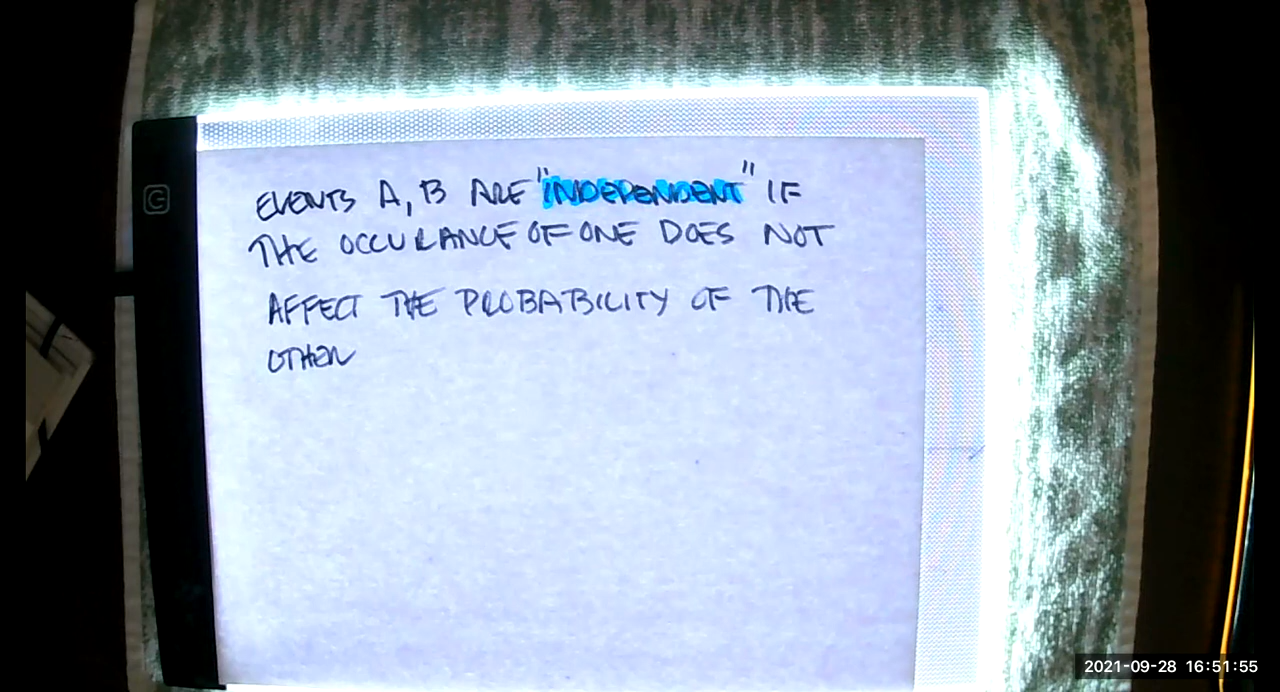 EVENTS A, B ARE "INDEPENDENT" IF
THE OCCURANCE OF ONE DOES NOT
AFFECT THE PROBABILITY OF THE
OTHER
2021-09-28 16:51:55